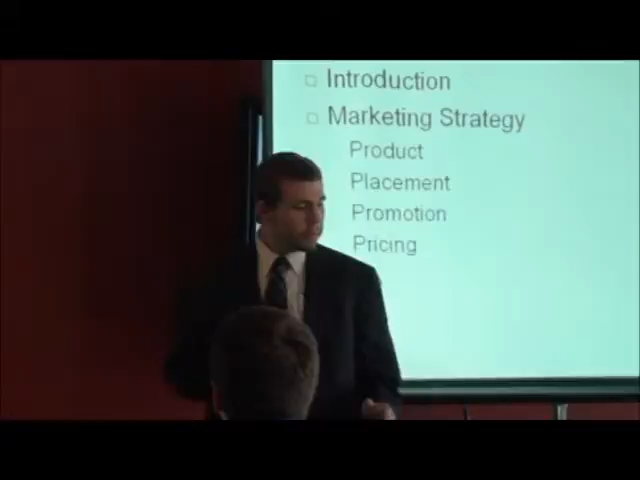 Introduction
Marketing Strategy
Product
Placement
Promotion
Pricing